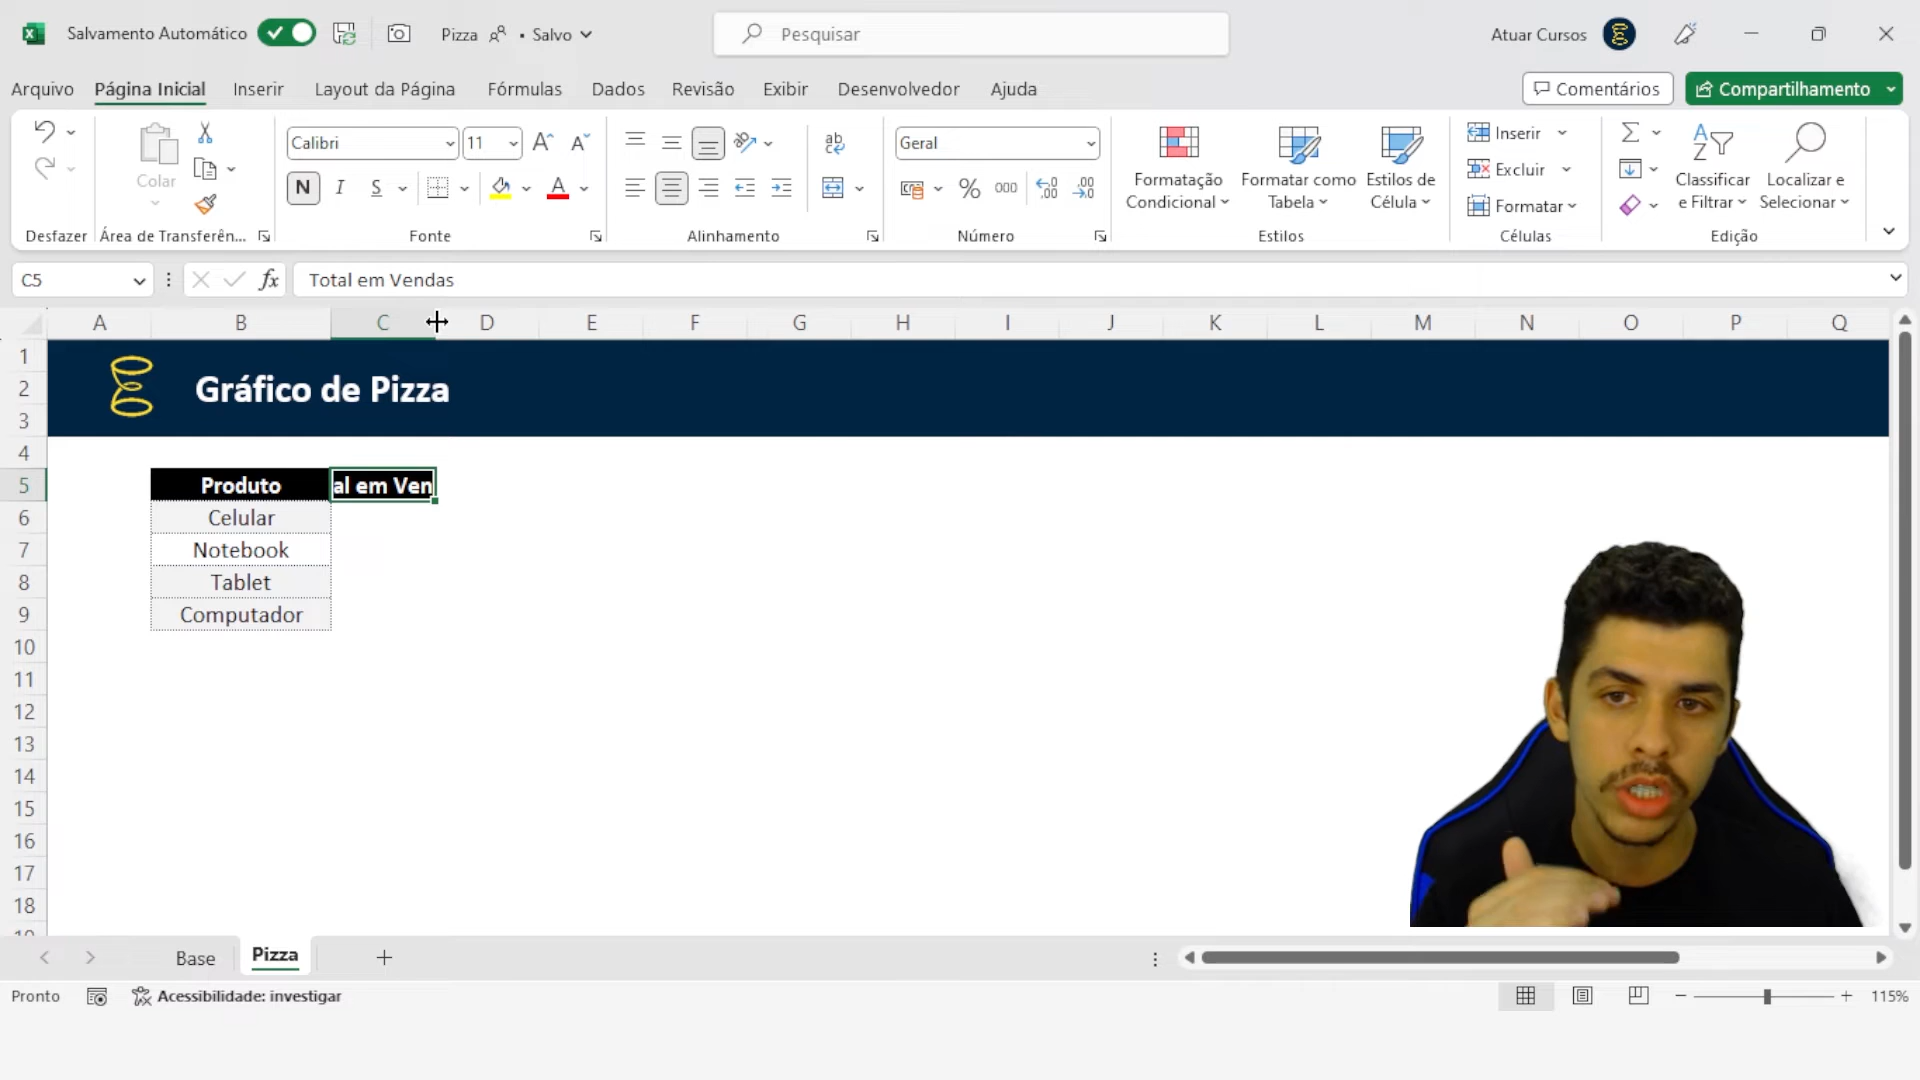 Salvamento Automático Pizza • Salvo Pesquisar Atuar Cursos
Arquivo Página Inicial Inserir Layout da Página Fórmulas Dados Revisão Exibir Desenvolvedor Ajuda Comentários Compartilhamento
Colar
Calibri 11
Geral
N I S A % 000
ab
Formatação Condicional
Formatar como Tabela
Estilos de Célula
Inserir
Excluir
Formatar
Classificar e Filtrar
Localizar e Selecionar
Desfazer Área de Transferên... Fonte Alinhamento Número Estilos Células Edição
C5 fx Total em Vendas
A B C D E F G H I J K L M N O P Q
1
2 Gráfico de Pizza
3
4
5 Produto al em Ven
6 Celular
7 Notebook
8 Tablet
9 Computador
10
11
12
13
14
15
16
17
18
Base Pizza
Pronto Acessibilidade: investigar 115%